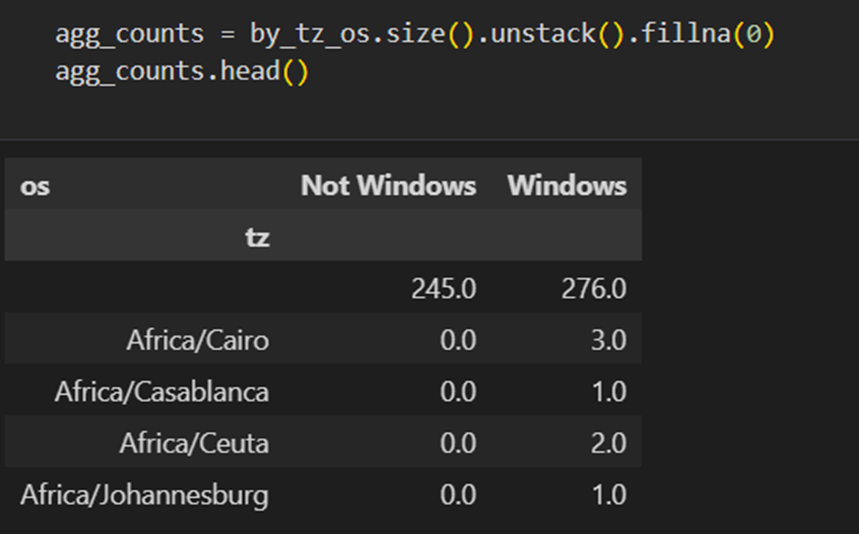 agg_counts = by_tz_os.size().unstack().fillna(0)
agg_counts.head()
os Not Windows Windows
tz
245.0 276.0
Africa/Cairo 0.0 3.0
Africa/Casablanca 0.0 1.0
Africa/Ceuta 0.0 2.0
Africa/Johannesburg 0.0 1.0